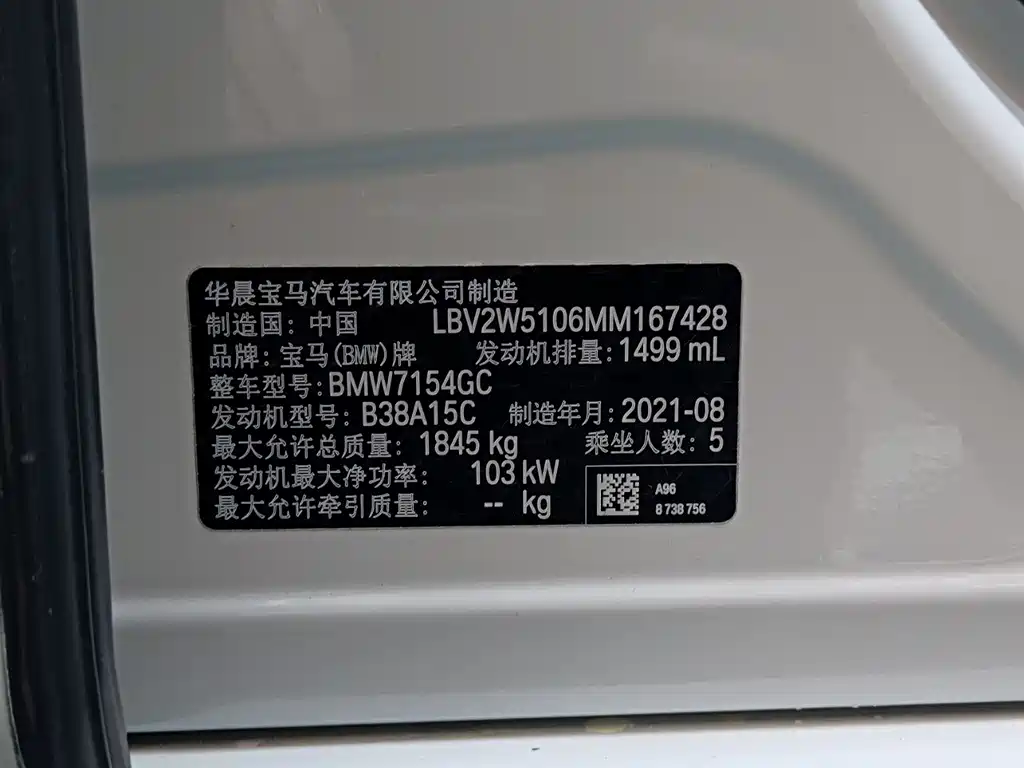 华晨宝马汽车有限公司制造
制造国: 中国 LBV2W5106MM167428
品牌: 宝马(BMW)牌 发动机排量: 1499 mL
整车型号: BMW7154GC
发动机型号: B38A15C 制造年月: 2021-08
最大允许总质量: 1845 kg 乘坐人数: 5
发动机最大净功率: 103 kW
最大允许牵引质量: -- kg
A96
8 738 756